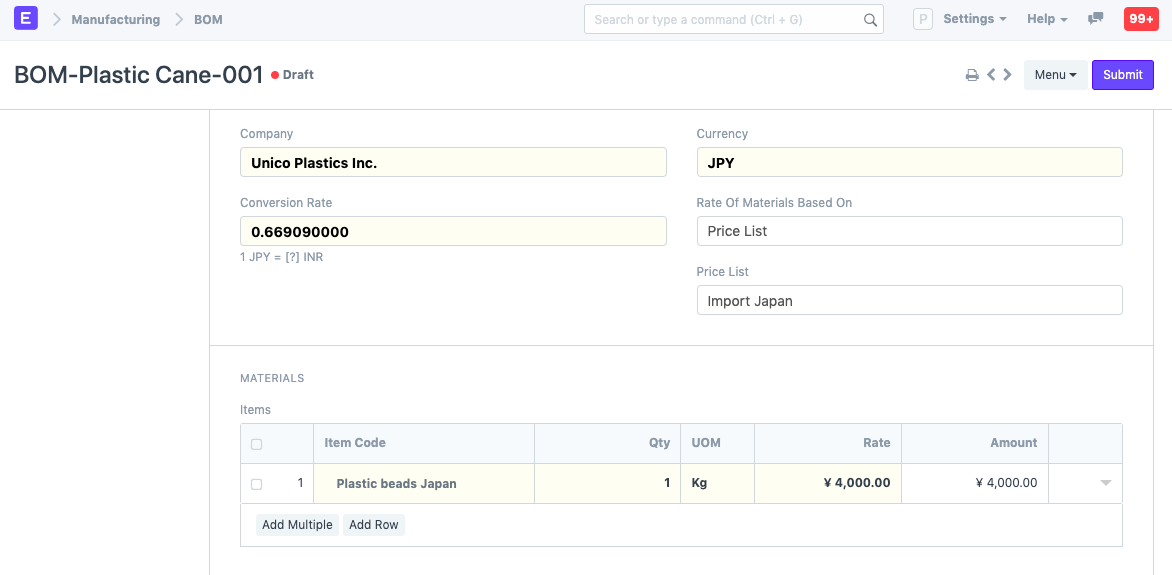 E Manufacturing BOM Search or type a command (Ctrl + G) P Settings Help 99+
BOM-Plastic Cane-001 Draft Menu Submit
Company Currency
Unico Plastics Inc. JPY
Conversion Rate Rate Of Materials Based On
0.669090000 Price List
1 JPY = [?] INR
Price List
Import Japan
MATERIALS
Items
Item Code Qty UOM Rate Amount
1 Plastic beads Japan 1 Kg ¥ 4,000.00 ¥ 4,000.00
Add Multiple Add Row